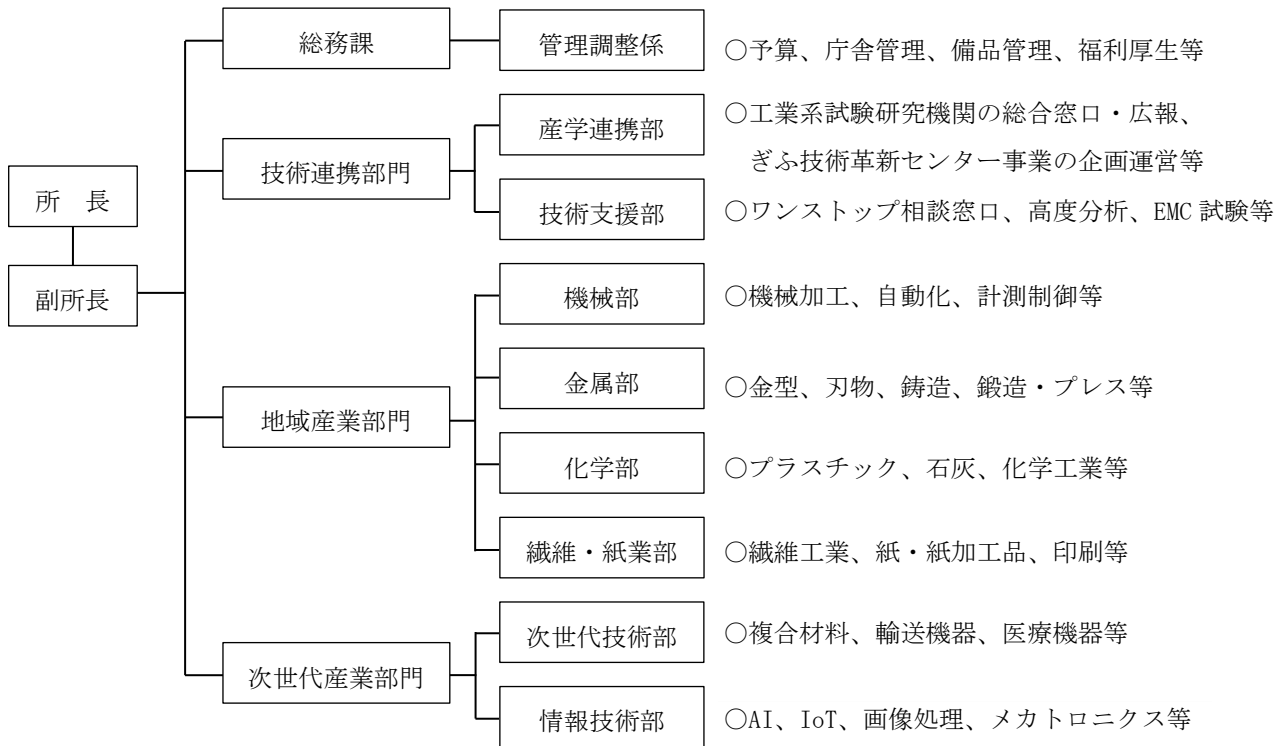 所　長
副所長
総務課
管理調整係
○予算、庁舎管理、備品管理、福利厚生等
技術連携部門
産学連携部
○工業系試験研究機関の総合窓口・広報、
ぎふ技術革新センター事業の企画運営等
技術支援部
○ワンストップ相談窓口、高度分析、EMC 試験等
地域産業部門
機械部
○機械加工、自動化、計測制御等
金属部
○金型、刃物、鋳造、鍛造・プレス等
化学部
○プラスチック、石灰、化学工業等
繊維・紙業部
○繊維工業、紙・紙加工品、印刷等
次世代産業部門
次世代技術部
○複合材料、輸送機器、医療機器等
情報技術部
○AI、IoT、画像処理、メカトロニクス等